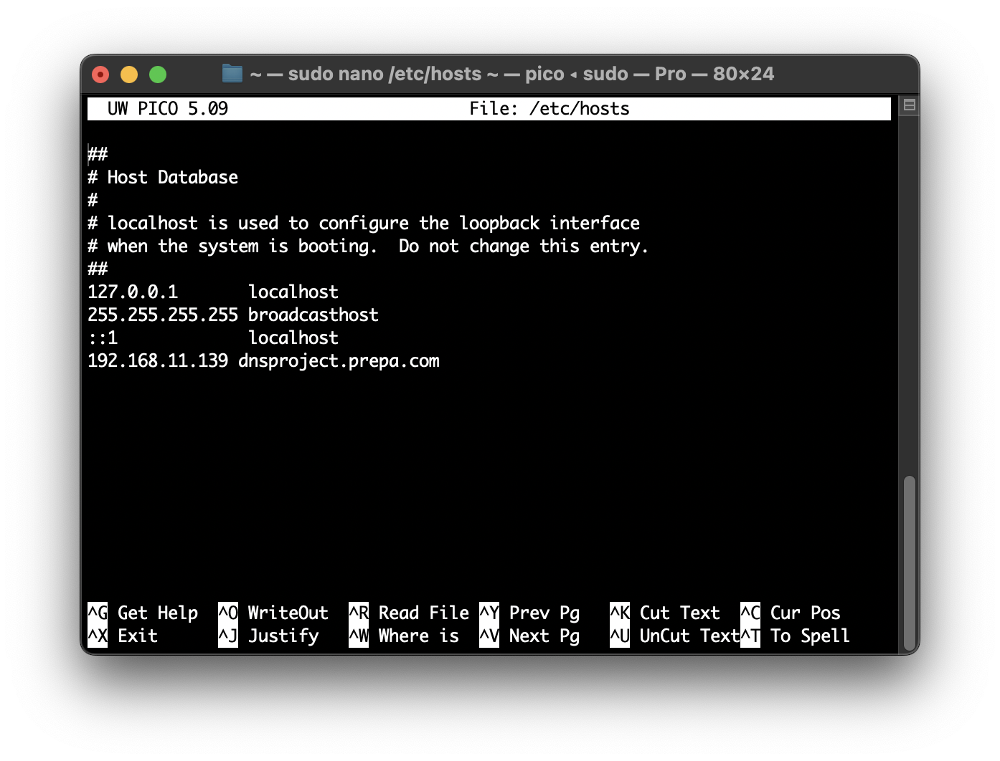 ~ — sudo nano /etc/hosts ~ — pico ◂ sudo — Pro — 80×24
UW PICO 5.09 File: /etc/hosts
##
# Host Database
#
# localhost is used to configure the loopback interface
# when the system is booting.  Do not change this entry.
##
127.0.0.1       localhost
255.255.255.255 broadcasthost
::1             localhost
192.168.11.139 dnsproject.prepa.com
^G Get Help  ^O WriteOut  ^R Read File ^Y Prev Pg   ^K Cut Text  ^C Cur Pos
^X Exit      ^J Justify   ^W Where is  ^V Next Pg   ^U UnCut Text^T To Spell